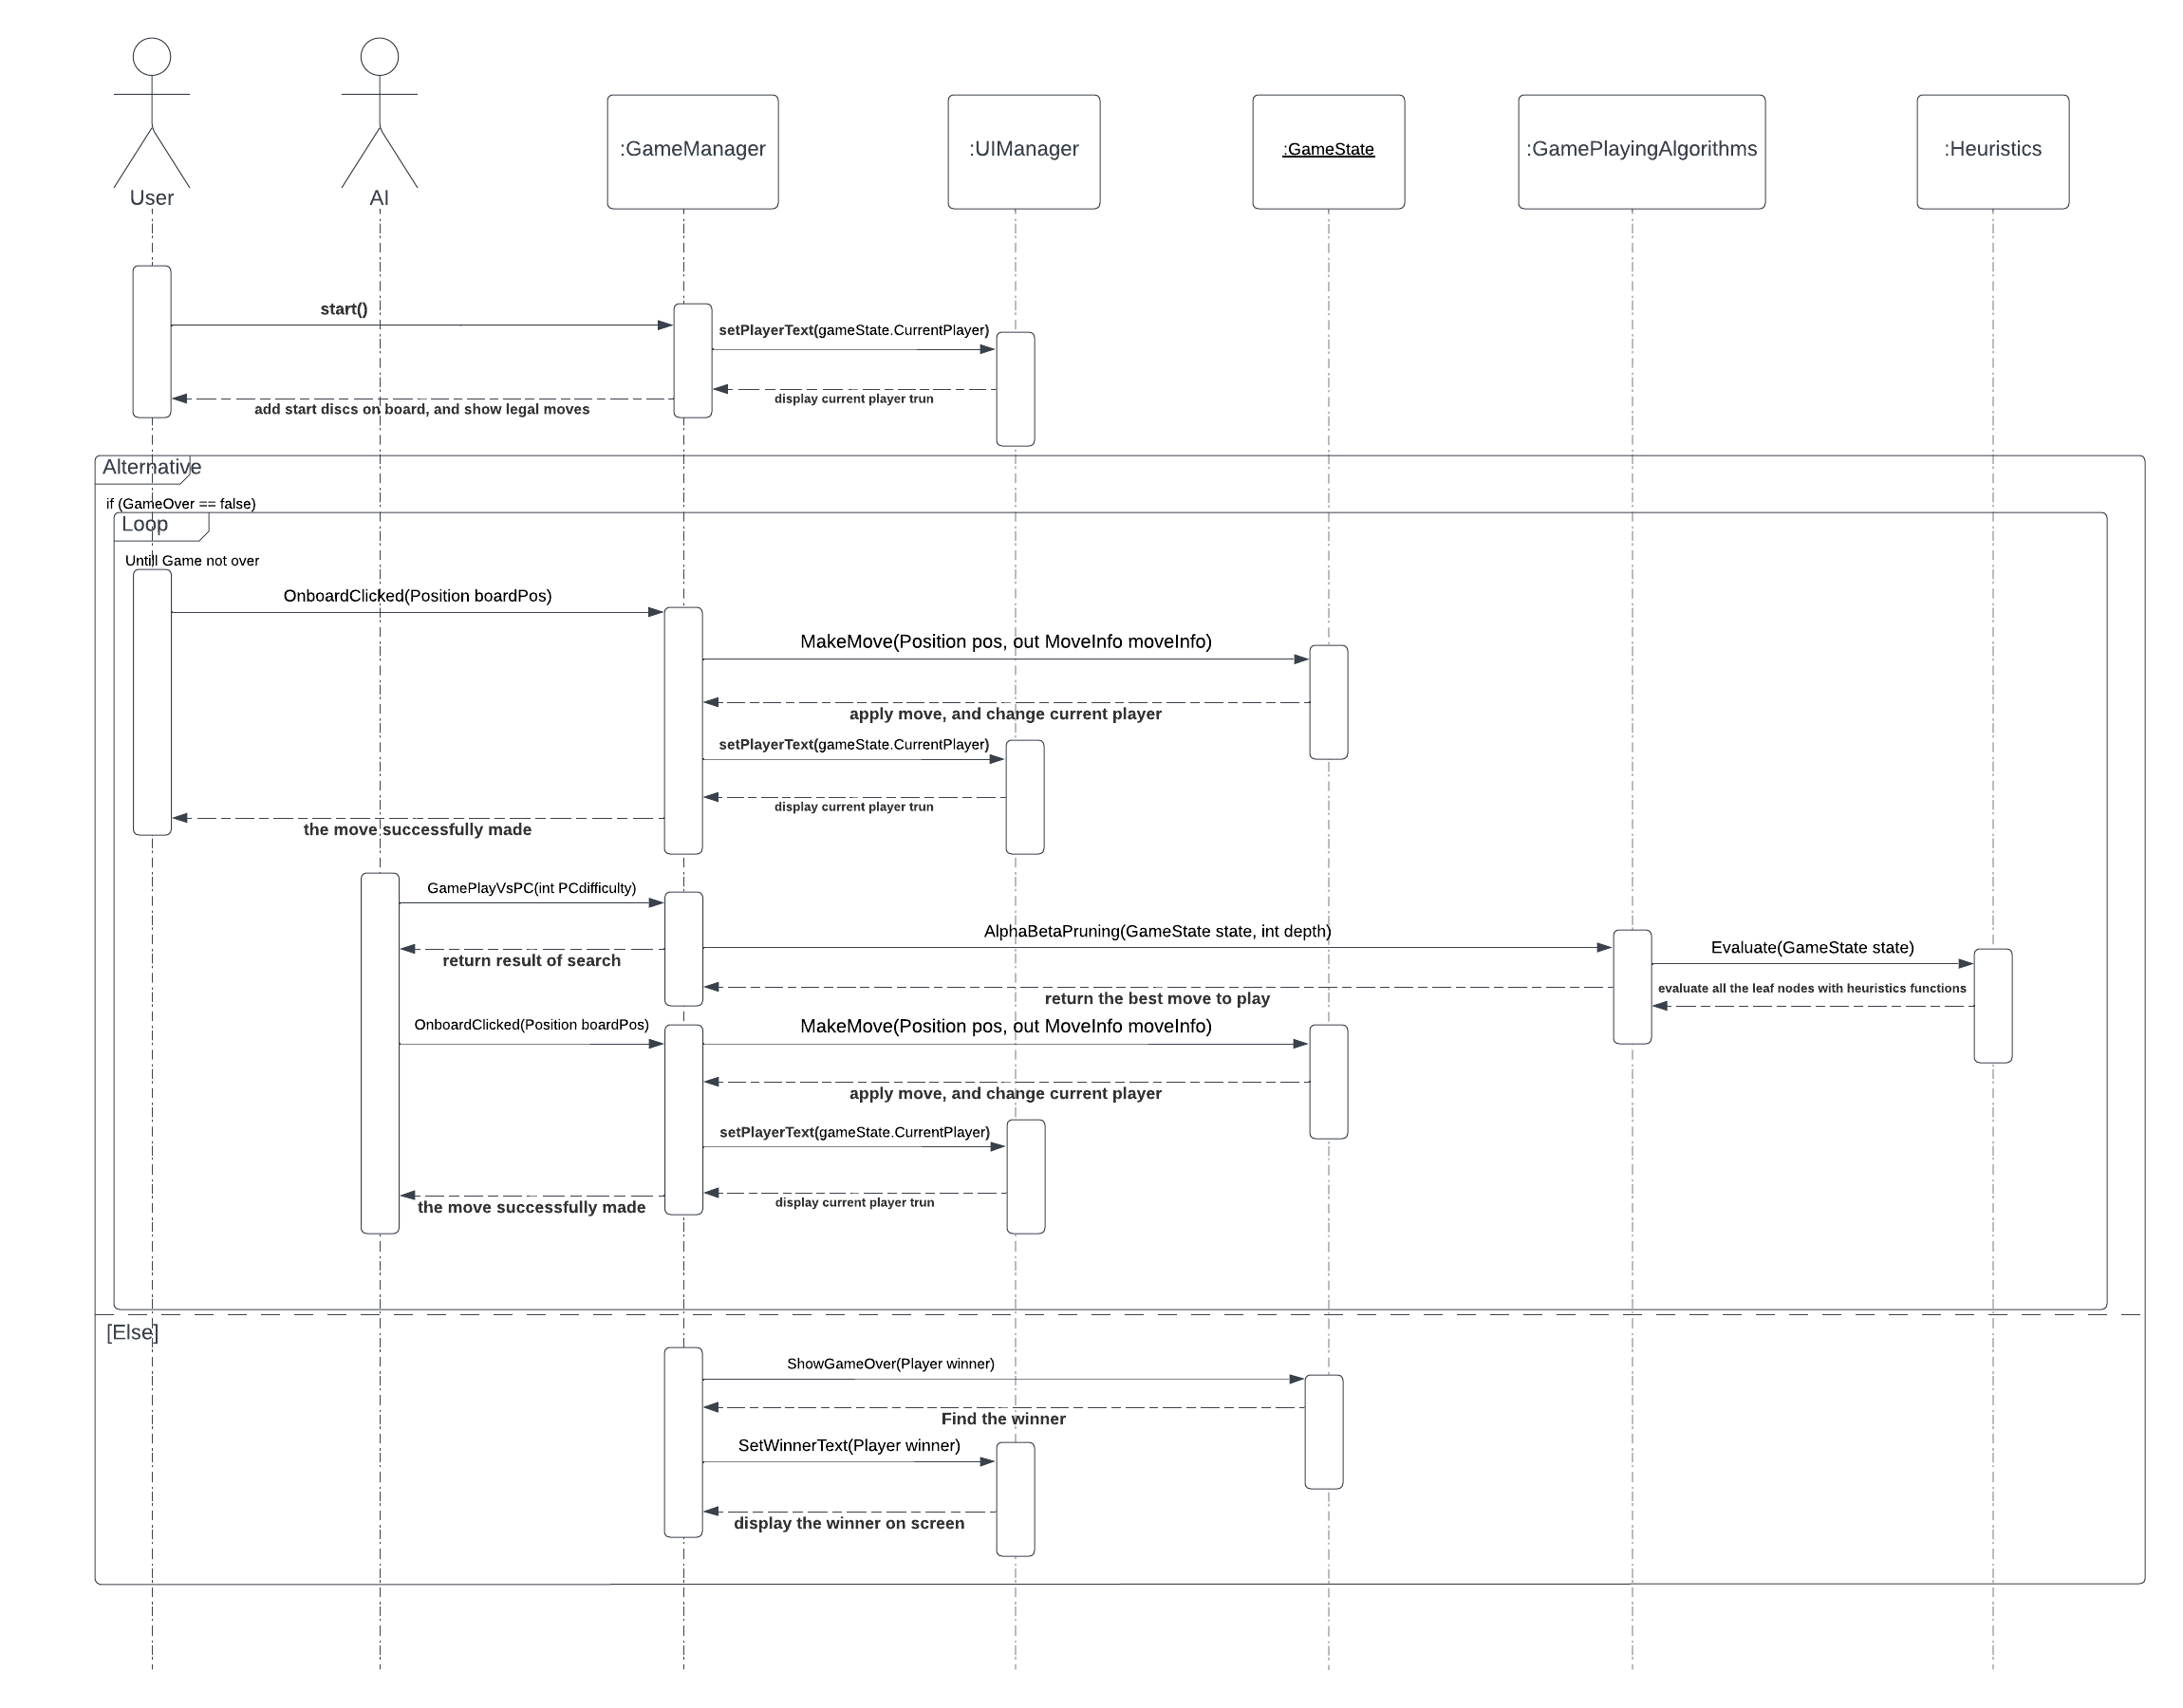 User
AI
:GameManager
:UIManager
:GameState
:GamePlayingAlgorithms
:Heuristics
start()
setPlayerText(gameState.CurrentPlayer)
display current player trun
add start discs on board, and show legal moves
Alternative
if (GameOver == false)
Loop
Untill Game not over
OnboardClicked(Position boardPos)
MakeMove(Position pos, out MoveInfo moveInfo)
apply move, and change current player
setPlayerText(gameState.CurrentPlayer)
display current player trun
the move successfully made
GamePlayVsPC(int PCdifficulty)
AlphaBetaPruning(GameState state, int depth)
Evaluate(GameState state)
return result of search
evaluate all the leaf nodes with heuristics functions
return the best move to play
OnboardClicked(Position boardPos)
MakeMove(Position pos, out MoveInfo moveInfo)
apply move, and change current player
setPlayerText(gameState.CurrentPlayer)
display current player trun
the move successfully made
[Else]
ShowGameOver(Player winner)
Find the winner
SetWinnerText(Player winner)
display the winner on screen